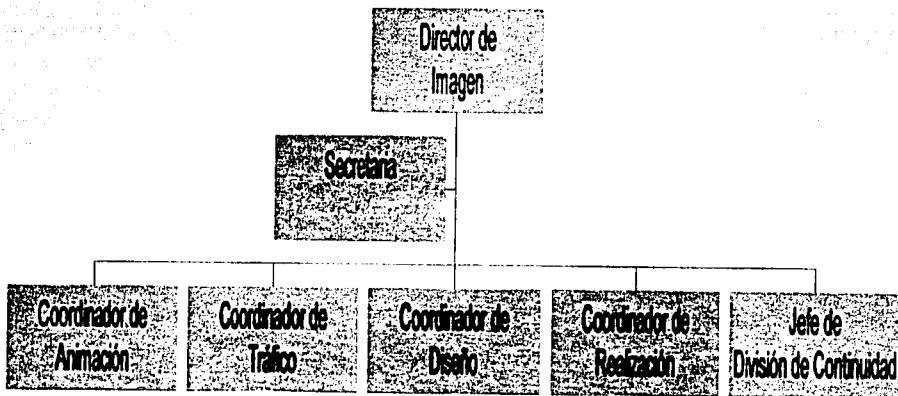 Director de
Imagen
Secretaria
Coordinador de
Animación
Coordinador de
Tráfico
Coordinador de
Diseño
Coordinador de
Realización
Jefe de
División de Continuidad